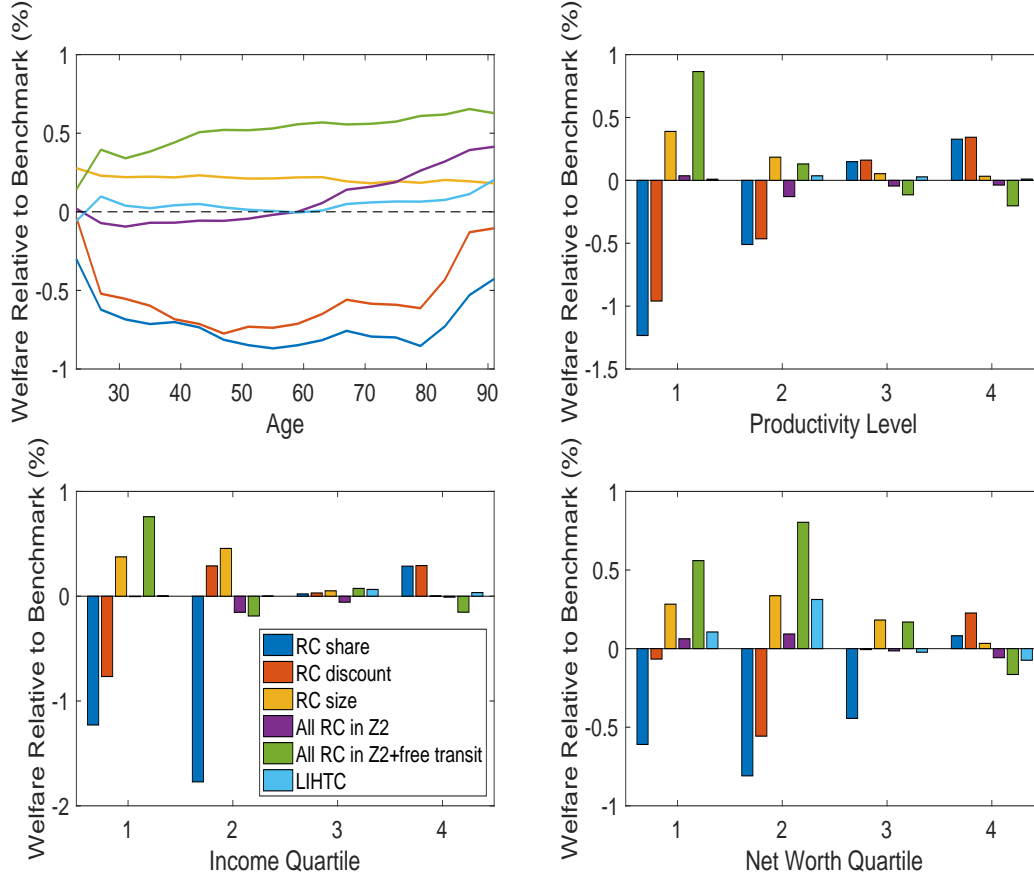 Welfare Relative to Benchmark (%)
1
0.5
0
-0.5
-1
30 40 50 60 70 80 90
Age
Welfare Relative to Benchmark (%)
1
0.5
0
-0.5
-1
-1.5
1 2 3 4
Productivity Level
Welfare Relative to Benchmark (%)
1
0
-1
-2
1 2 3 4
Income Quartile
RC share
RC discount
RC size
All RC in Z2
All RC in Z2+free transit
LIHTC
Welfare Relative to Benchmark (%)
1
0.5
0
-0.5
-1
1 2 3 4
Net Worth Quartile